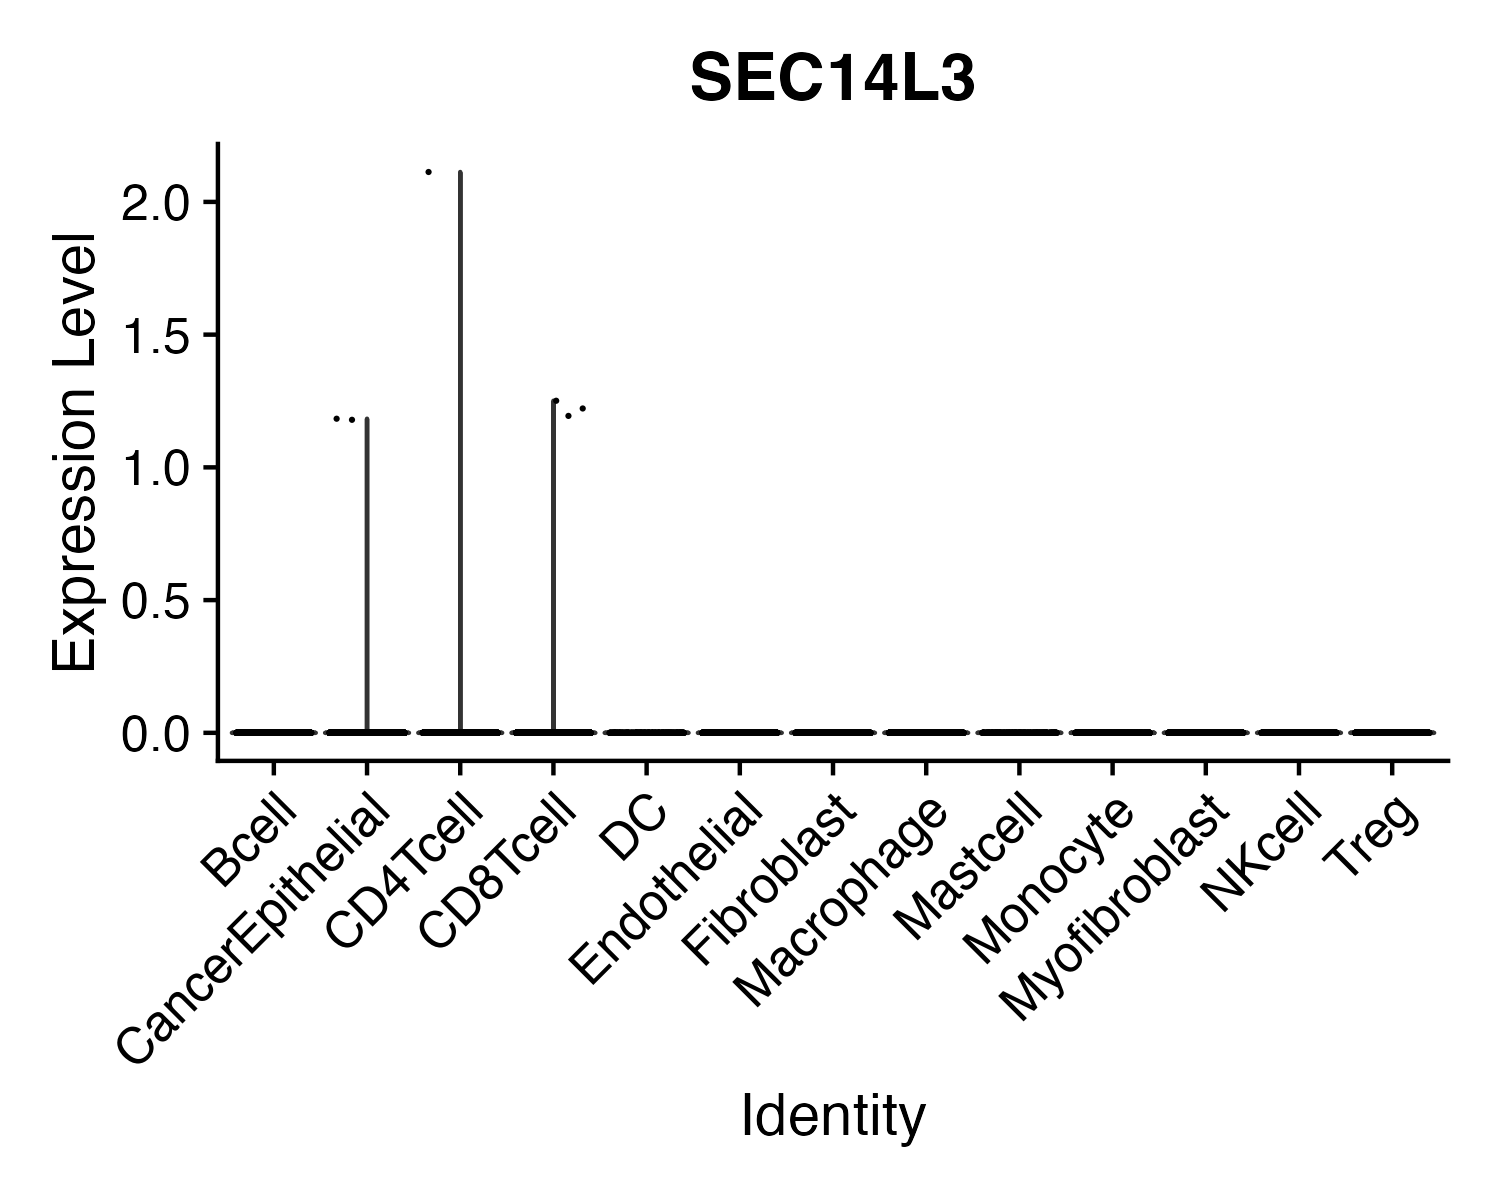 SEC14L3
Expression Level
2.0
1.5
1.0
0.5
0.0
Bcell
CancerEpithelial
CD4Tcell
CD8Tcell
DC
Endothelial
Fibroblast
Macrophage
Mastcell
Monocyte
Myofibroblast
NKcell
Treg
Identity